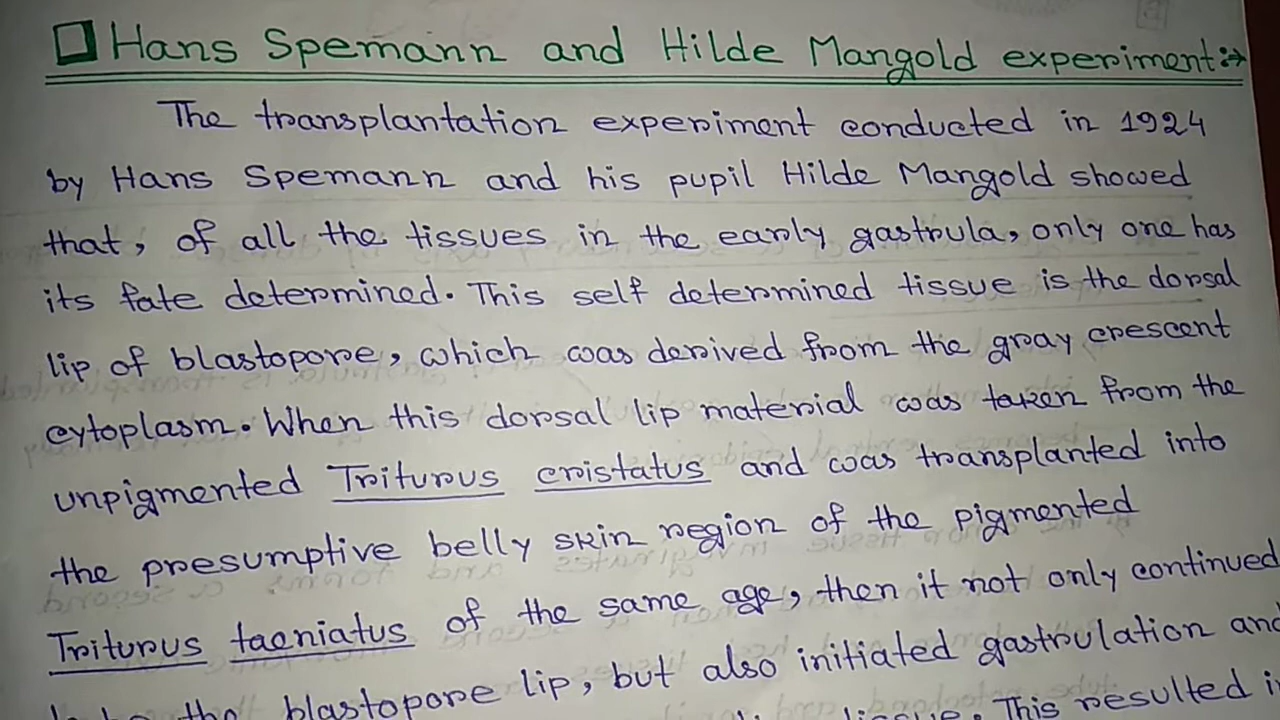 Hans Spemann and Hilde Mangold experiment:→
The transplantation experiment conducted in 1924
by Hans Spemann and his pupil Hilde Mangold showed
that, of all the tissues in the early gastrula, only one has
its fate determined. This self determined tissue is the dorsal
lip of blastopore, which was derived from the gray crescent
cytoplasm. When this dorsal lip material was taken from the
unpigmented Triturus cristatus and was transplanted into
the presumptive belly skin region of the pigmented
Triturus taeniatus of the same age, then it not only continued
to be the blastopore lip, but also initiated gastrulation and
tissue. This resulted in